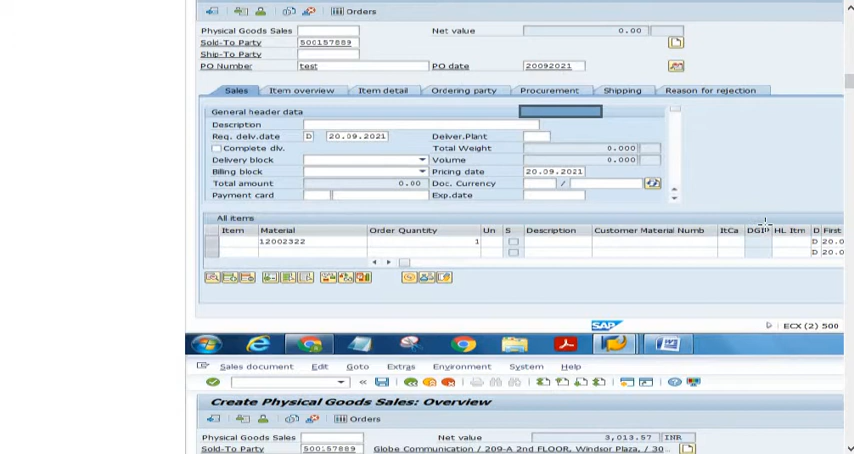 Orders
Physical Goods Sales Net value 0.00
Sold-To Party 500157889
Ship-To Party
PO Number test PO date 20092021
Sales Item overview Item detail Ordering party Procurement Shipping Reason for rejection
General header data
Description
Req. delv.date D 20.09.2021 Deliver.Plant
Complete dlv. Total Weight 0.000
Delivery block Volume 0.000
Billing block Pricing date 20.09.2021
Total amount 0.00 Doc. Currency /
Payment card Exp.date
All items
Item Material Order Quantity Un S Description Customer Material Numb ItCa DGIP HL Itm D First
12002322 1 D 20.0
D 20.0
SAP ECX (2) 500
Sales document Edit Goto Extras Environment System Help
Create Physical Goods Sales: Overview
Orders
Physical Goods Sales Net value 3,013.57 INR
Sold-To Party 500157889 Globe Communication / 209-A 2nd FLOOR, Windsor Plaza, / 30...